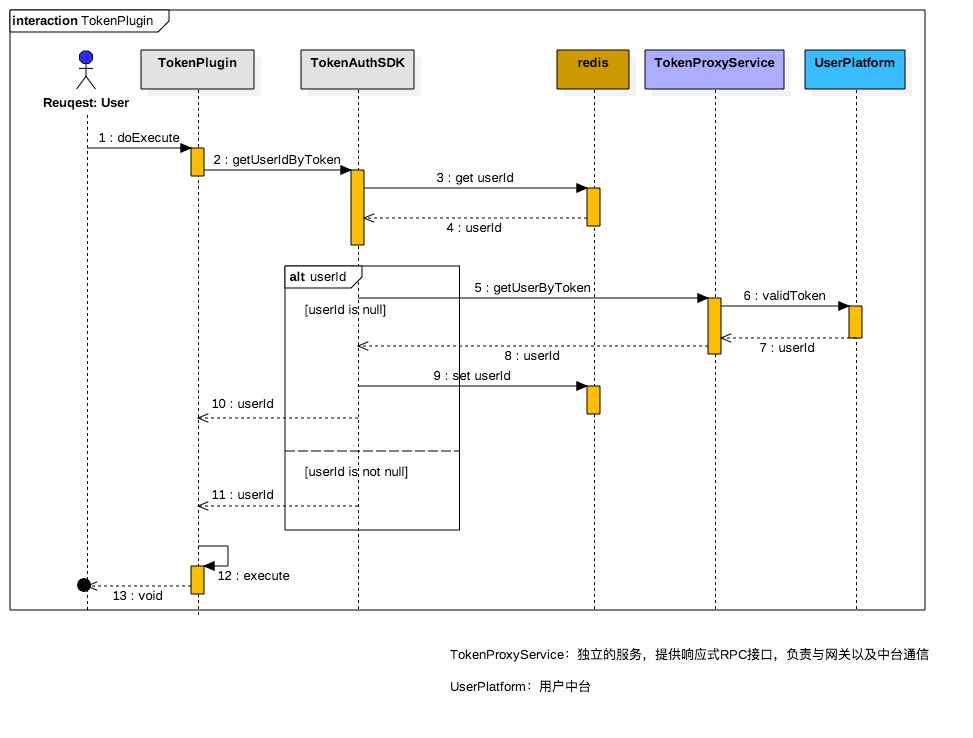 interaction TokenPlugin
Reuqest: User
TokenPlugin
TokenAuthSDK
redis
TokenProxyService
UserPlatform
1 : doExecute
2 : getUserIdByToken
3 : get userId
4 : userId
alt userId
[userId is null]
5 : getUserByToken
6 : validToken
7 : userId
8 : userId
9 : set userId
10 : userId
[userId is not null]
11 : userId
12 : execute
13 : void
TokenProxyService：独立的服务，提供响应式RPC接口，负责与网关以及中台通信
UserPlatform：用户中台